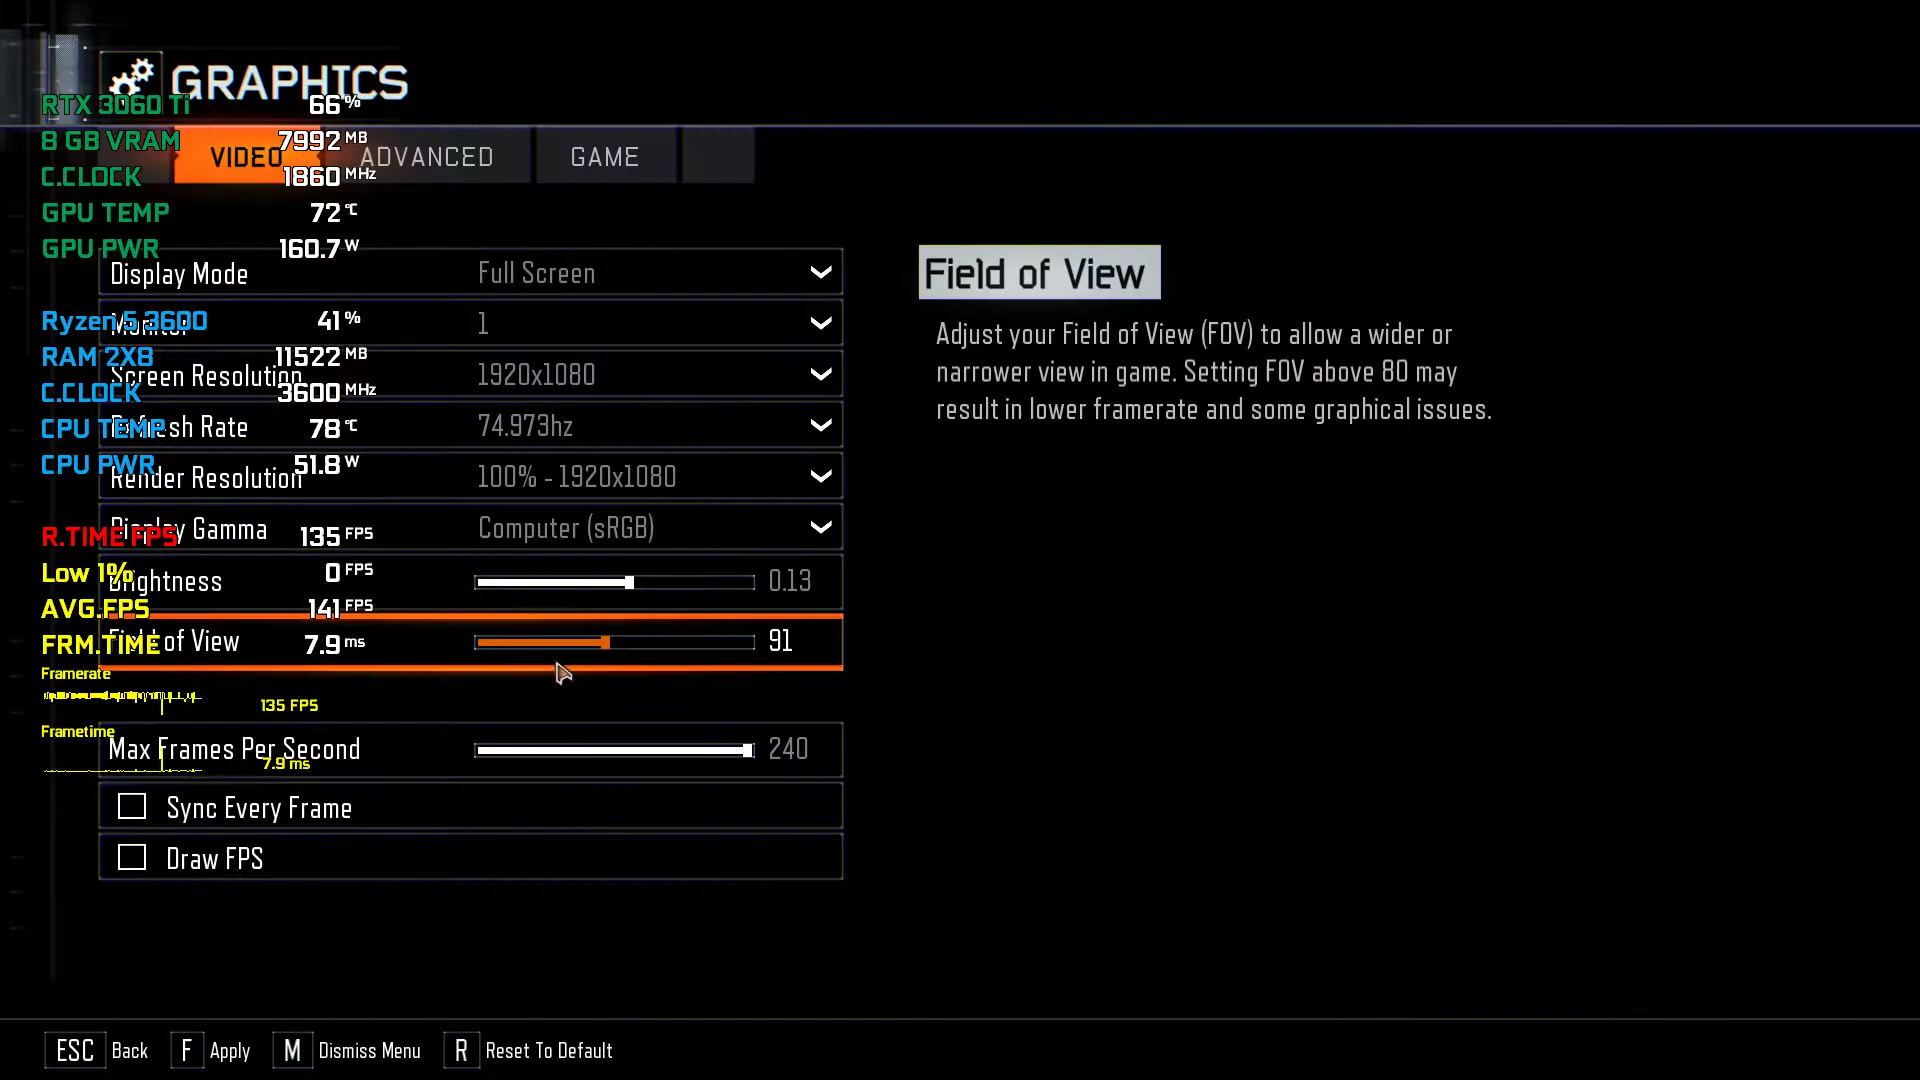 GRAPHICS
RTX 3060 Ti 66 %
8 GB VRAM 7992 MB
VIDEO ADVANCED GAME
C.CLOCK 1860 MHz
GPU TEMP 72 °C
GPU PWR 160.7 W
Display Mode Full Screen
Field of View
Adjust your Field of View (FOV) to allow a wider or
narrower view in game. Setting FOV above 80 may
result in lower framerate and some graphical issues.
Ryzen 5 3600 41 %
Monitor 1
RAM 2X8 11522 MB
Screen Resolution 1920x1080
C.CLOCK 3600 MHz
Refresh Rate 74.973hz
CPU TEMP 78 °C
CPU PWR 51.8 W
Render Resolution 100% - 1920x1080
Display Gamma Computer (sRGB)
R.TIME FPS 135 FPS
Low 1% 0 FPS
Brightness 0.13
AVG.FPS 141 FPS
Field of View 91
FRM.TIME 7.9 ms
Framerate
135 FPS
Frametime
Max Frames Per Second 240
7.9 ms
Sync Every Frame
Draw FPS
ESC Back F Apply M Dismiss Menu R Reset To Default